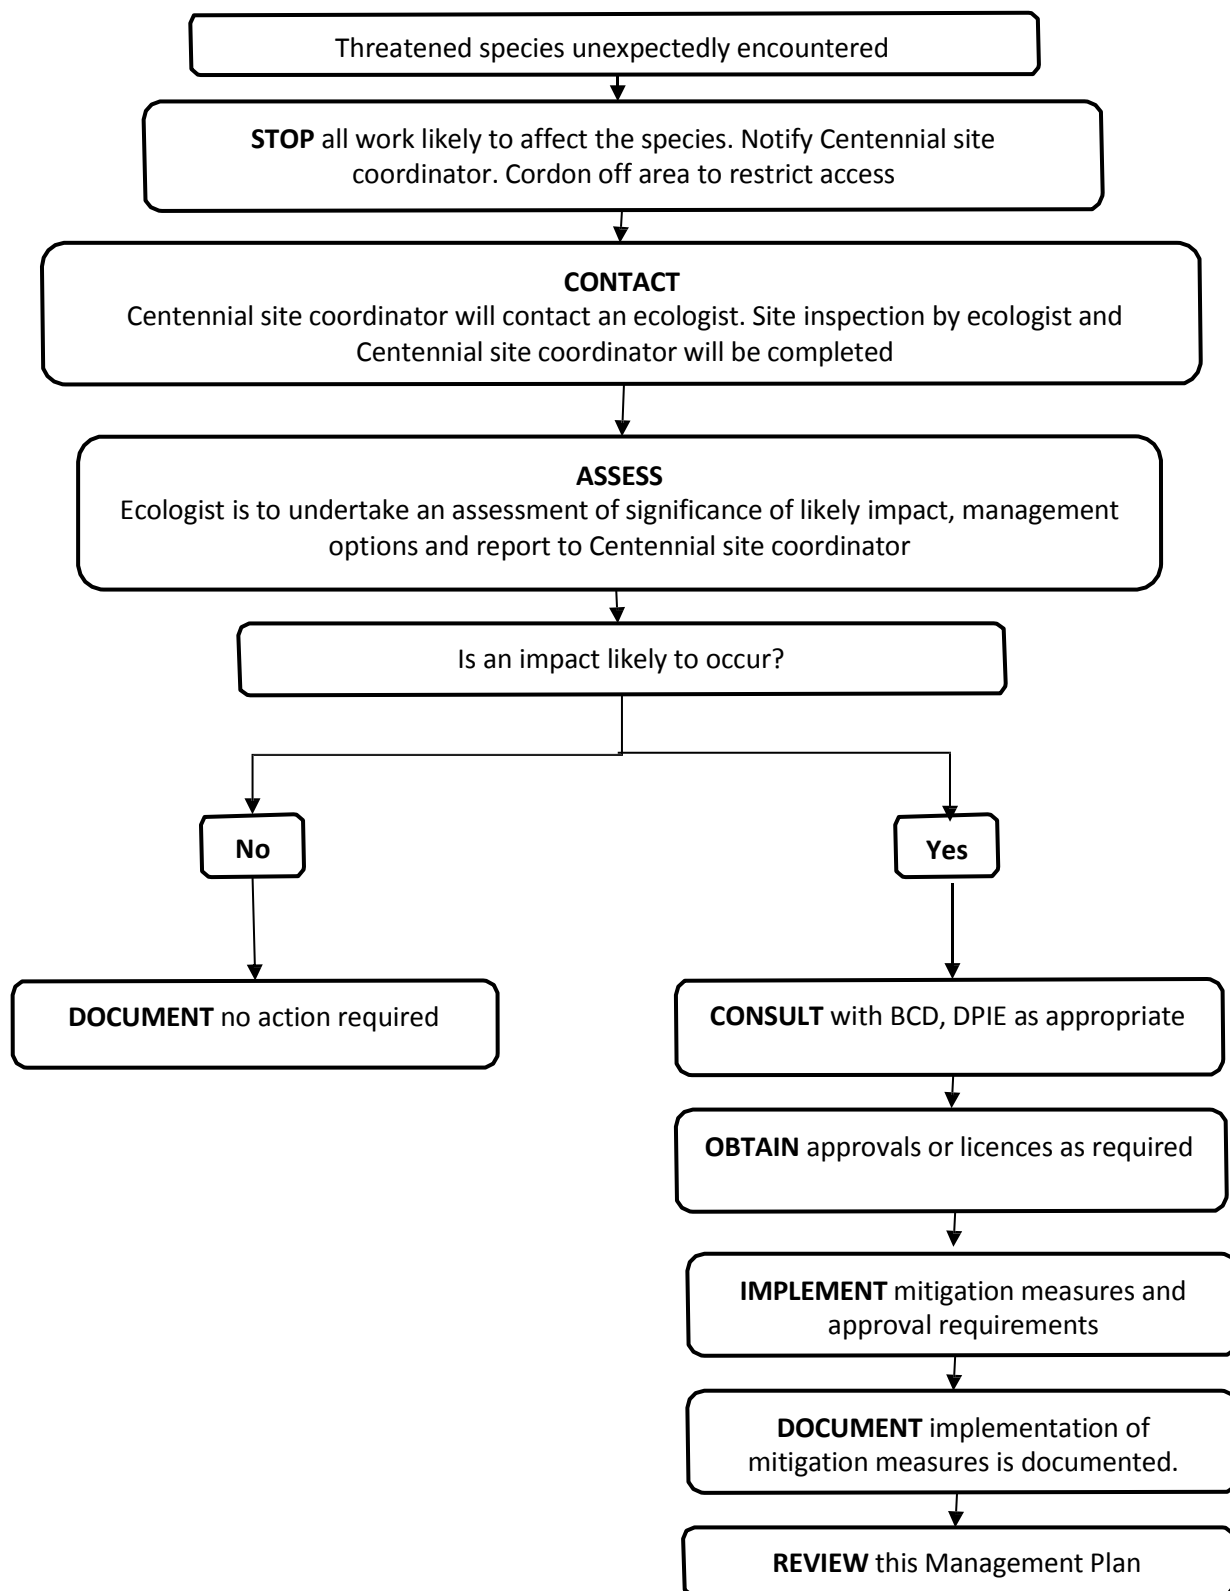 Threatened species unexpectedly encountered
STOP all work likely to affect the species. Notify Centennial site
coordinator. Cordon off area to restrict access
CONTACT
Centennial site coordinator will contact an ecologist. Site inspection by ecologist and
Centennial site coordinator will be completed
ASSESS
Ecologist is to undertake an assessment of significance of likely impact, management
options and report to Centennial site coordinator
Is an impact likely to occur?
No
Yes
DOCUMENT no action required
CONSULT with BCD, DPIE as appropriate
OBTAIN approvals or licences as required
IMPLEMENT mitigation measures and
approval requirements
DOCUMENT implementation of
mitigation measures is documented.
REVIEW this Management Plan